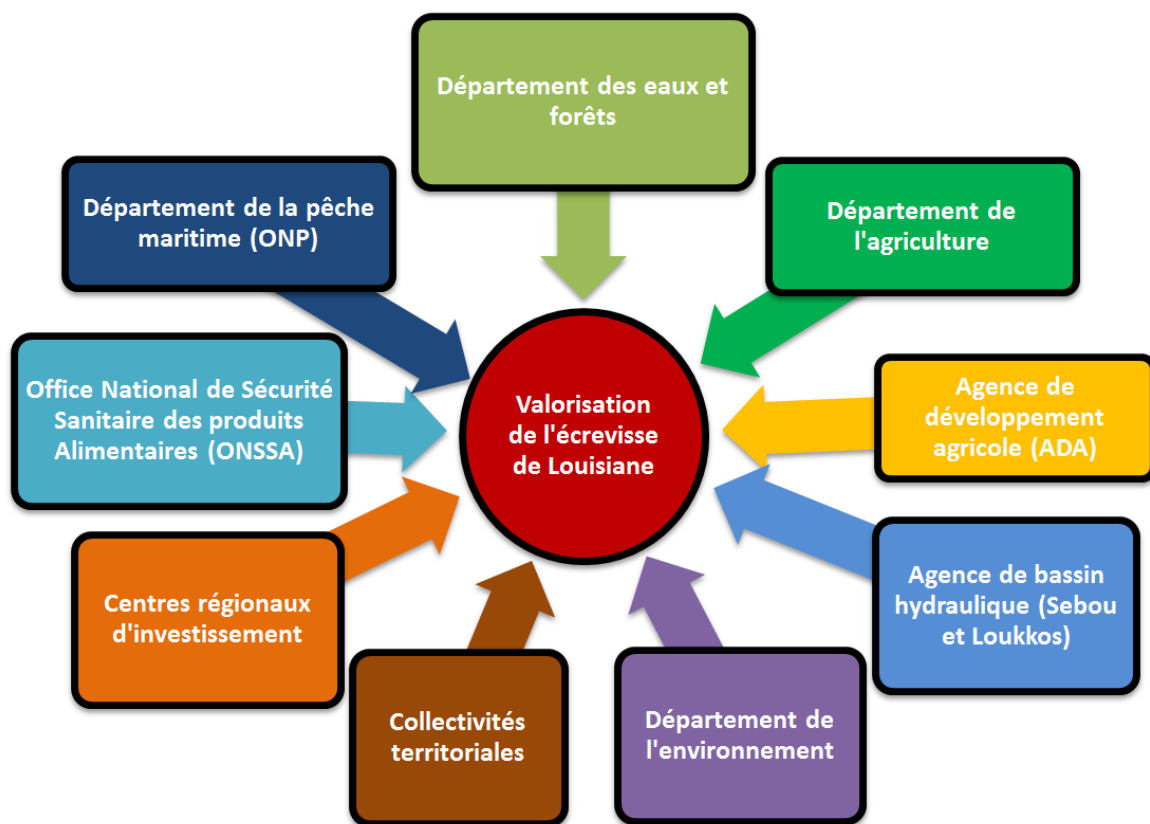 Département des eaux et
forêts
Département de la pêche
maritime (ONP)
Département de
l'agriculture
Office National de Sécurité
Sanitaire des produits
Alimentaires (ONSSA)
Valorisation
de l'écrevisse
de Louisiane
Agence de
développement
agricole (ADA)
Centres régionaux
d'investissement
Agence de bassin
hydraulique (Sebou
et Loukkos)
Collectivités
territoriales
Département de
l'environnement